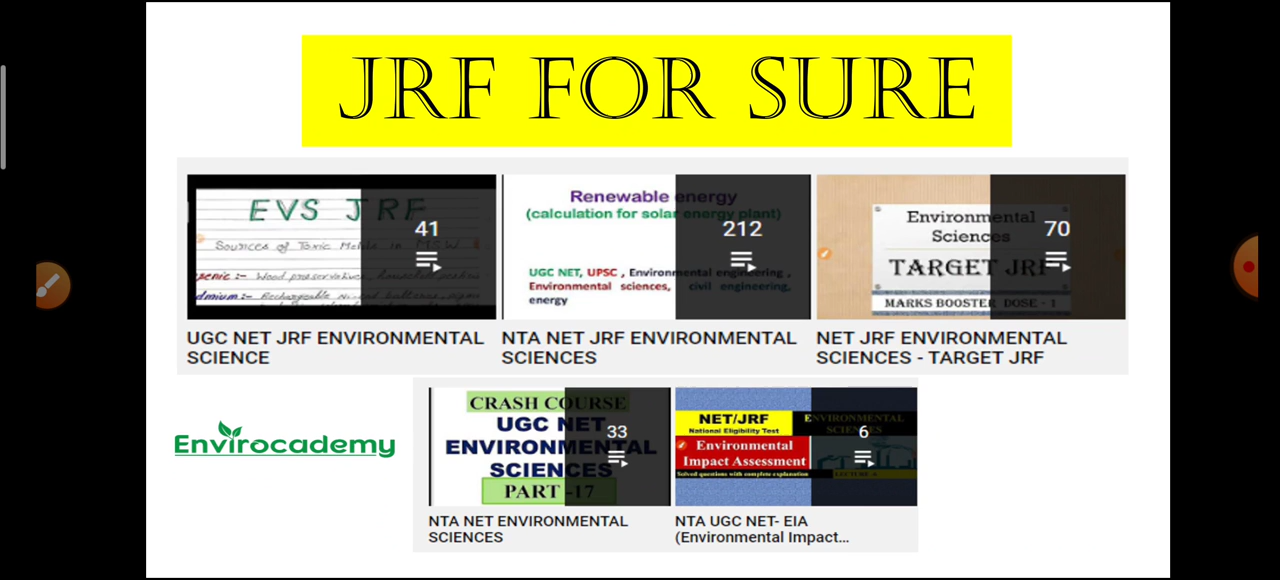 JRF FOR SURE
EVS JRF
Sources of Toxic Metals in MSW
41
Renewable energy
(calculation for solar energy plant)
212
UGC NET, UPSC , Environmental engineering ,
Environmental sciences, civil engineering,
energy
Environmental
Sciences
70
TARGET JRF
MARKS BOOSTER DOSE - 1
UGC NET JRF ENVIRONMENTAL
SCIENCE
NTA NET JRF ENVIRONMENTAL
SCIENCES
NET JRF ENVIRONMENTAL
SCIENCES - TARGET JRF
Envirocademy
CRASH COURSE
UGC NET
ENVIRONMENTAL
SCIENCES
PART -17
33
NET/JRF
National Eligibility Test
ENVIRONMENTAL
SCIENCES
6
Environmental
Impact Assessment
Solved questions with complete explanation
NTA NET ENVIRONMENTAL
SCIENCES
NTA UGC NET- EIA
(Environmental Impact...